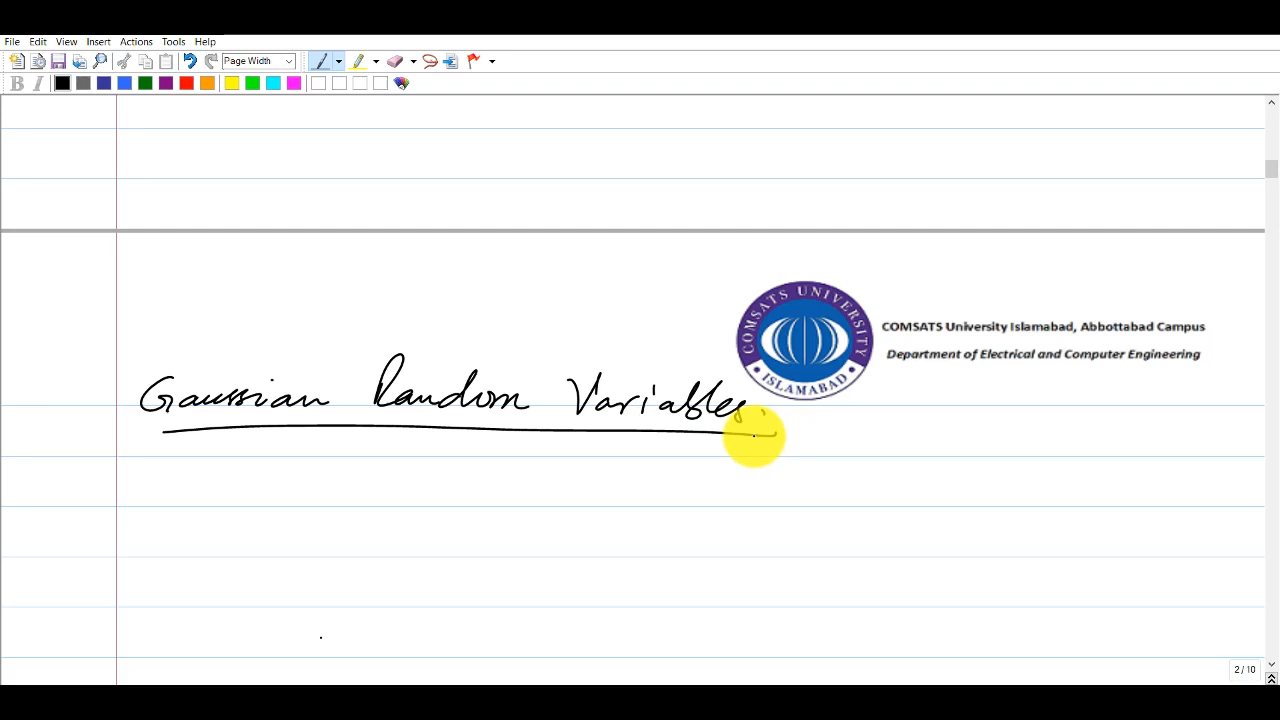 File Edit View Insert Actions Tools Help
Page Width
B I
COMSATS UNIVERSITY
ISLAMABAD
COMSATS University Islamabad, Abbottabad Campus
Department of Electrical and Computer Engineering
Gaussian Random Variables.
2 / 10